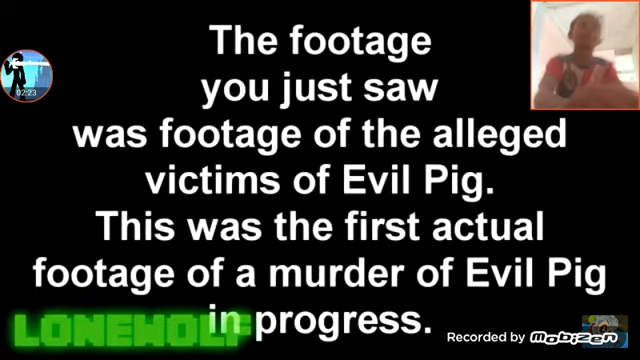 The footage
you just saw
was footage of the alleged
victims of Evil Pig.
This was the first actual
footage of a murder of Evil Pig
in progress.
02:23
LONEWOLF
Recorded by mobizen